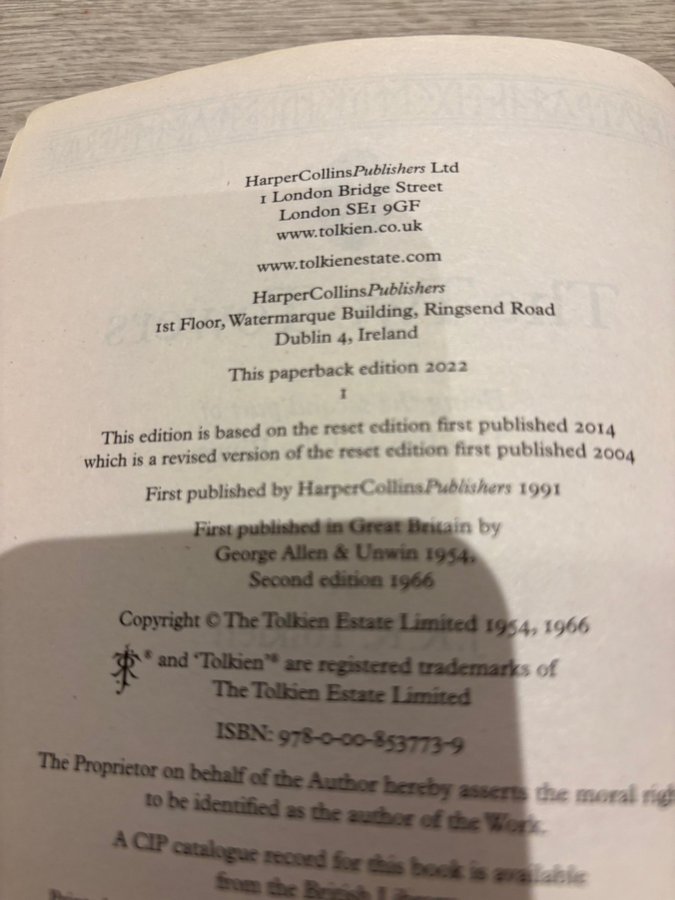 HarperCollinsPublishers Ltd
1 London Bridge Street
London SE1 9GF
www.tolkien.co.uk
www.tolkienestate.com
HarperCollinsPublishers
1st Floor, Watermarque Building, Ringsend Road
Dublin 4, Ireland
This paperback edition 2022
1
This edition is based on the reset edition first published 2014
which is a revised version of the reset edition first published 2004
First published by HarperCollinsPublishers 1991
First published in Great Britain by
George Allen & Unwin 1954,
Second edition 1966
Copyright © The Tolkien Estate Limited 1954, 1966
® and ‘Tolkien’® are registered trademarks of
The Tolkien Estate Limited
ISBN: 978-0-00-853773-9
The Proprietor on behalf of the Author hereby asserts the moral righ
to be identified as the author of the Work.
A CIP catalogue record for this book is available
from the British